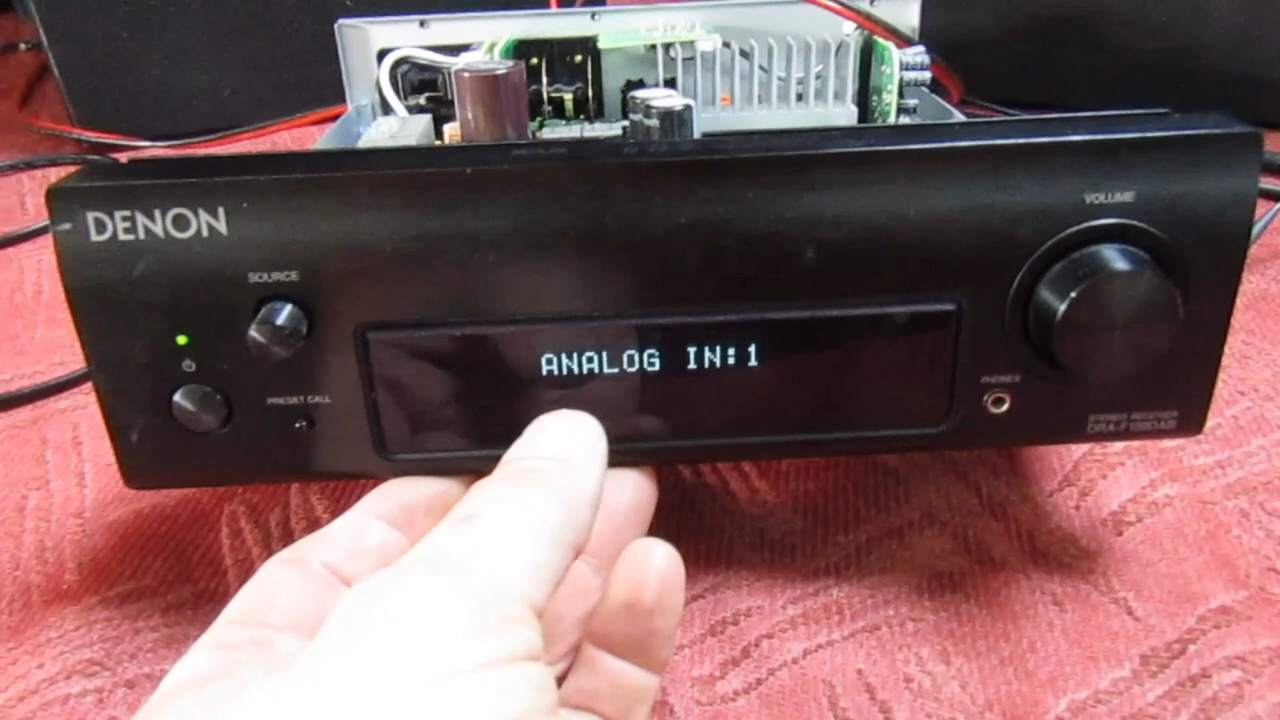 DENON
VOLUME
SOURCE
ANALOG IN:1
PHONES
PRESET CALL
STEREO RECEIVER
DRA-F109DAB